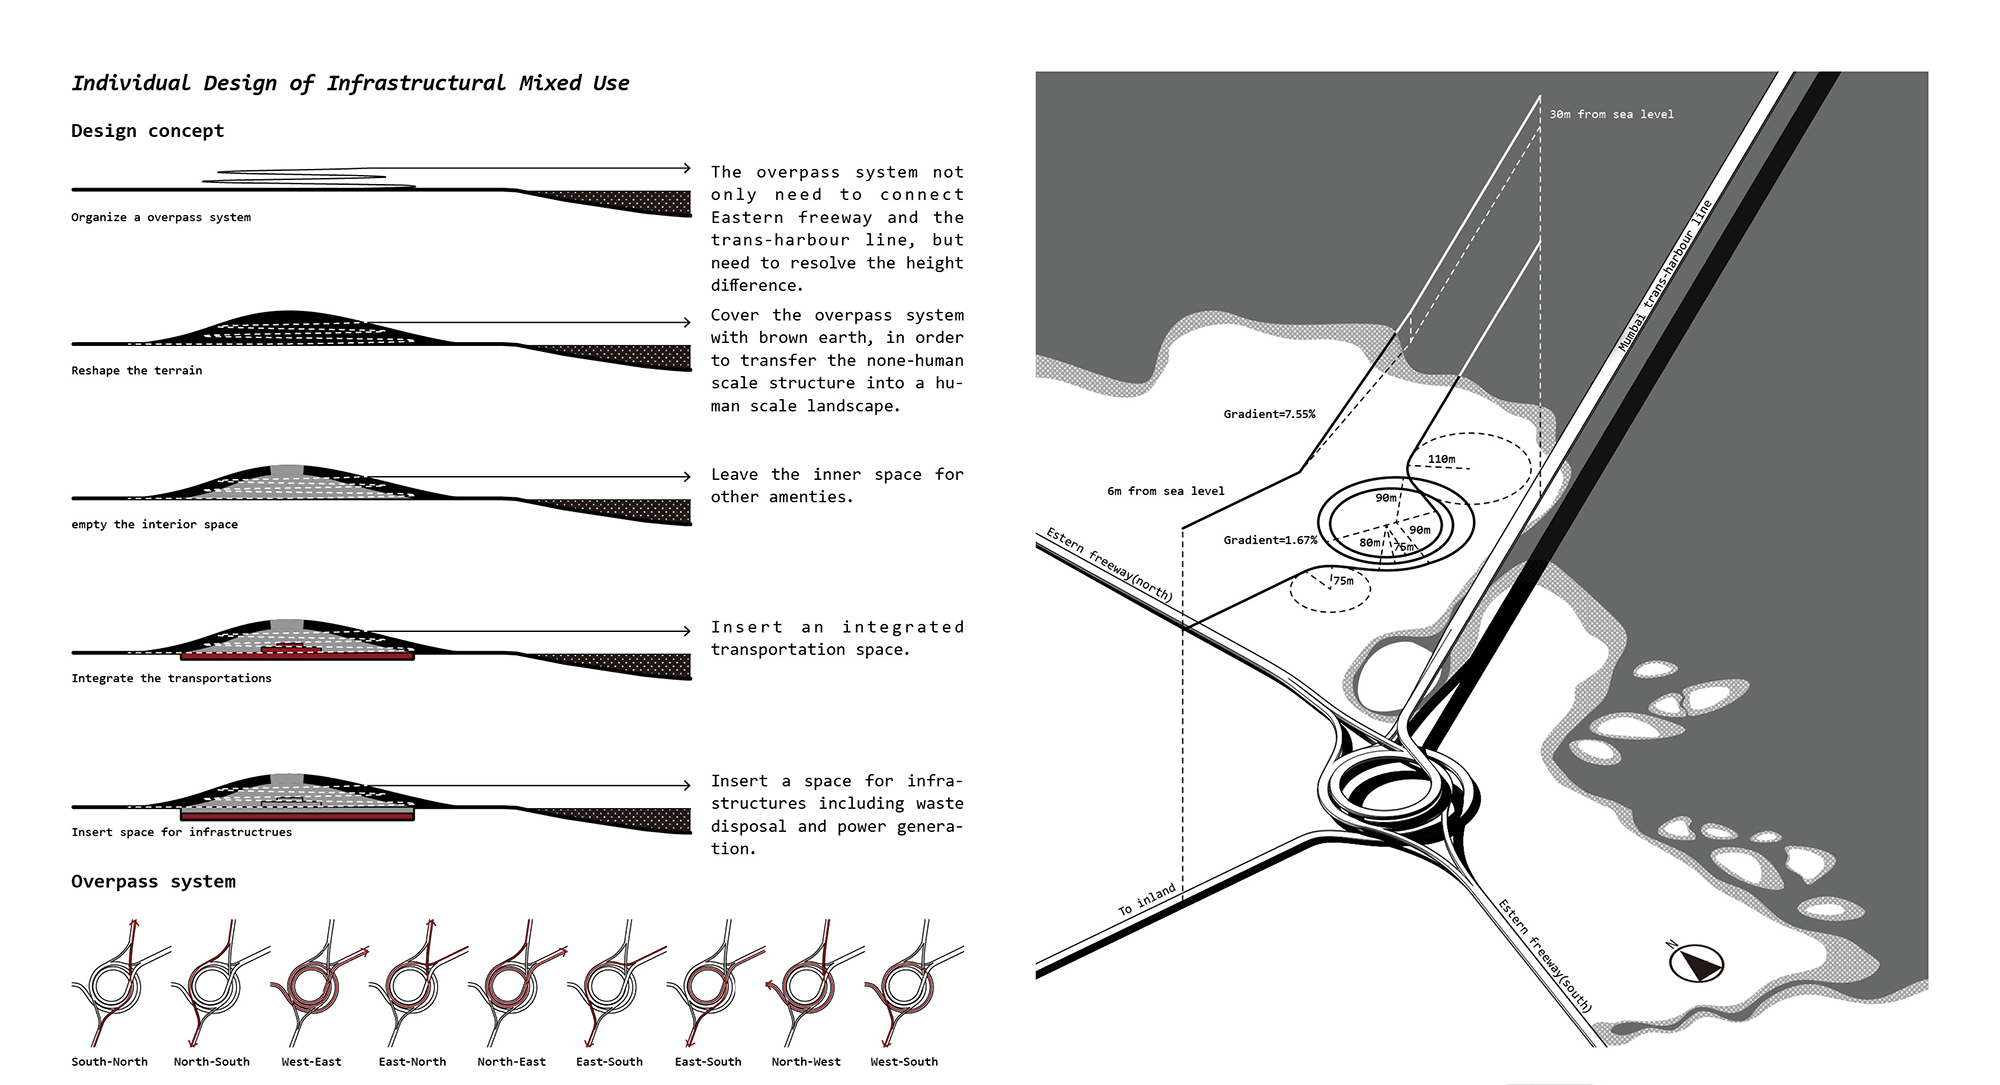 Individual Design of Infrastructural Mixed Use
Design concept
The overpass system not
only need to connect
Eastern freeway and the
trans-harbour line, but
need to resolve the height
difference.
Organize a overpass system
Cover the overpass system
with brown earth, in order
to transfer the none-human
scale structure into a hu-
man scale landscape.
Reshape the terrain
Leave the inner space for
other amenties.
empty the interior space
Insert an integrated
transportation space.
Integrate the transportations
Insert a space for infra-
structures including waste
disposal and power genera-
tion.
Insert space for infrastructrues
Overpass system
South-North
North-South
West-East
East-North
North-East
East-South
East-South
North-West
West-South
30m from sea level
Mumbai trans-harbour line
Gradient=7.55%
110m
6m from sea level
90m
90m
Gradient=1.67%
80m
75m
75m
Estern freeway(north)
To inland
Estern freeway(south)
N